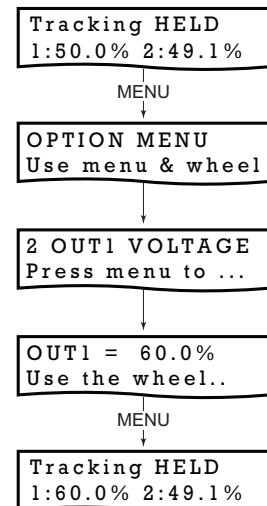 Tracking HELD
1:50.0% 2:49.1%
MENU
OPTION MENU
Use menu & wheel
2 OUT1 VOLTAGE
Press menu to ...
OUT1 = 60.0%
Use the wheel..
MENU
Tracking HELD
1:60.0% 2:49.1%